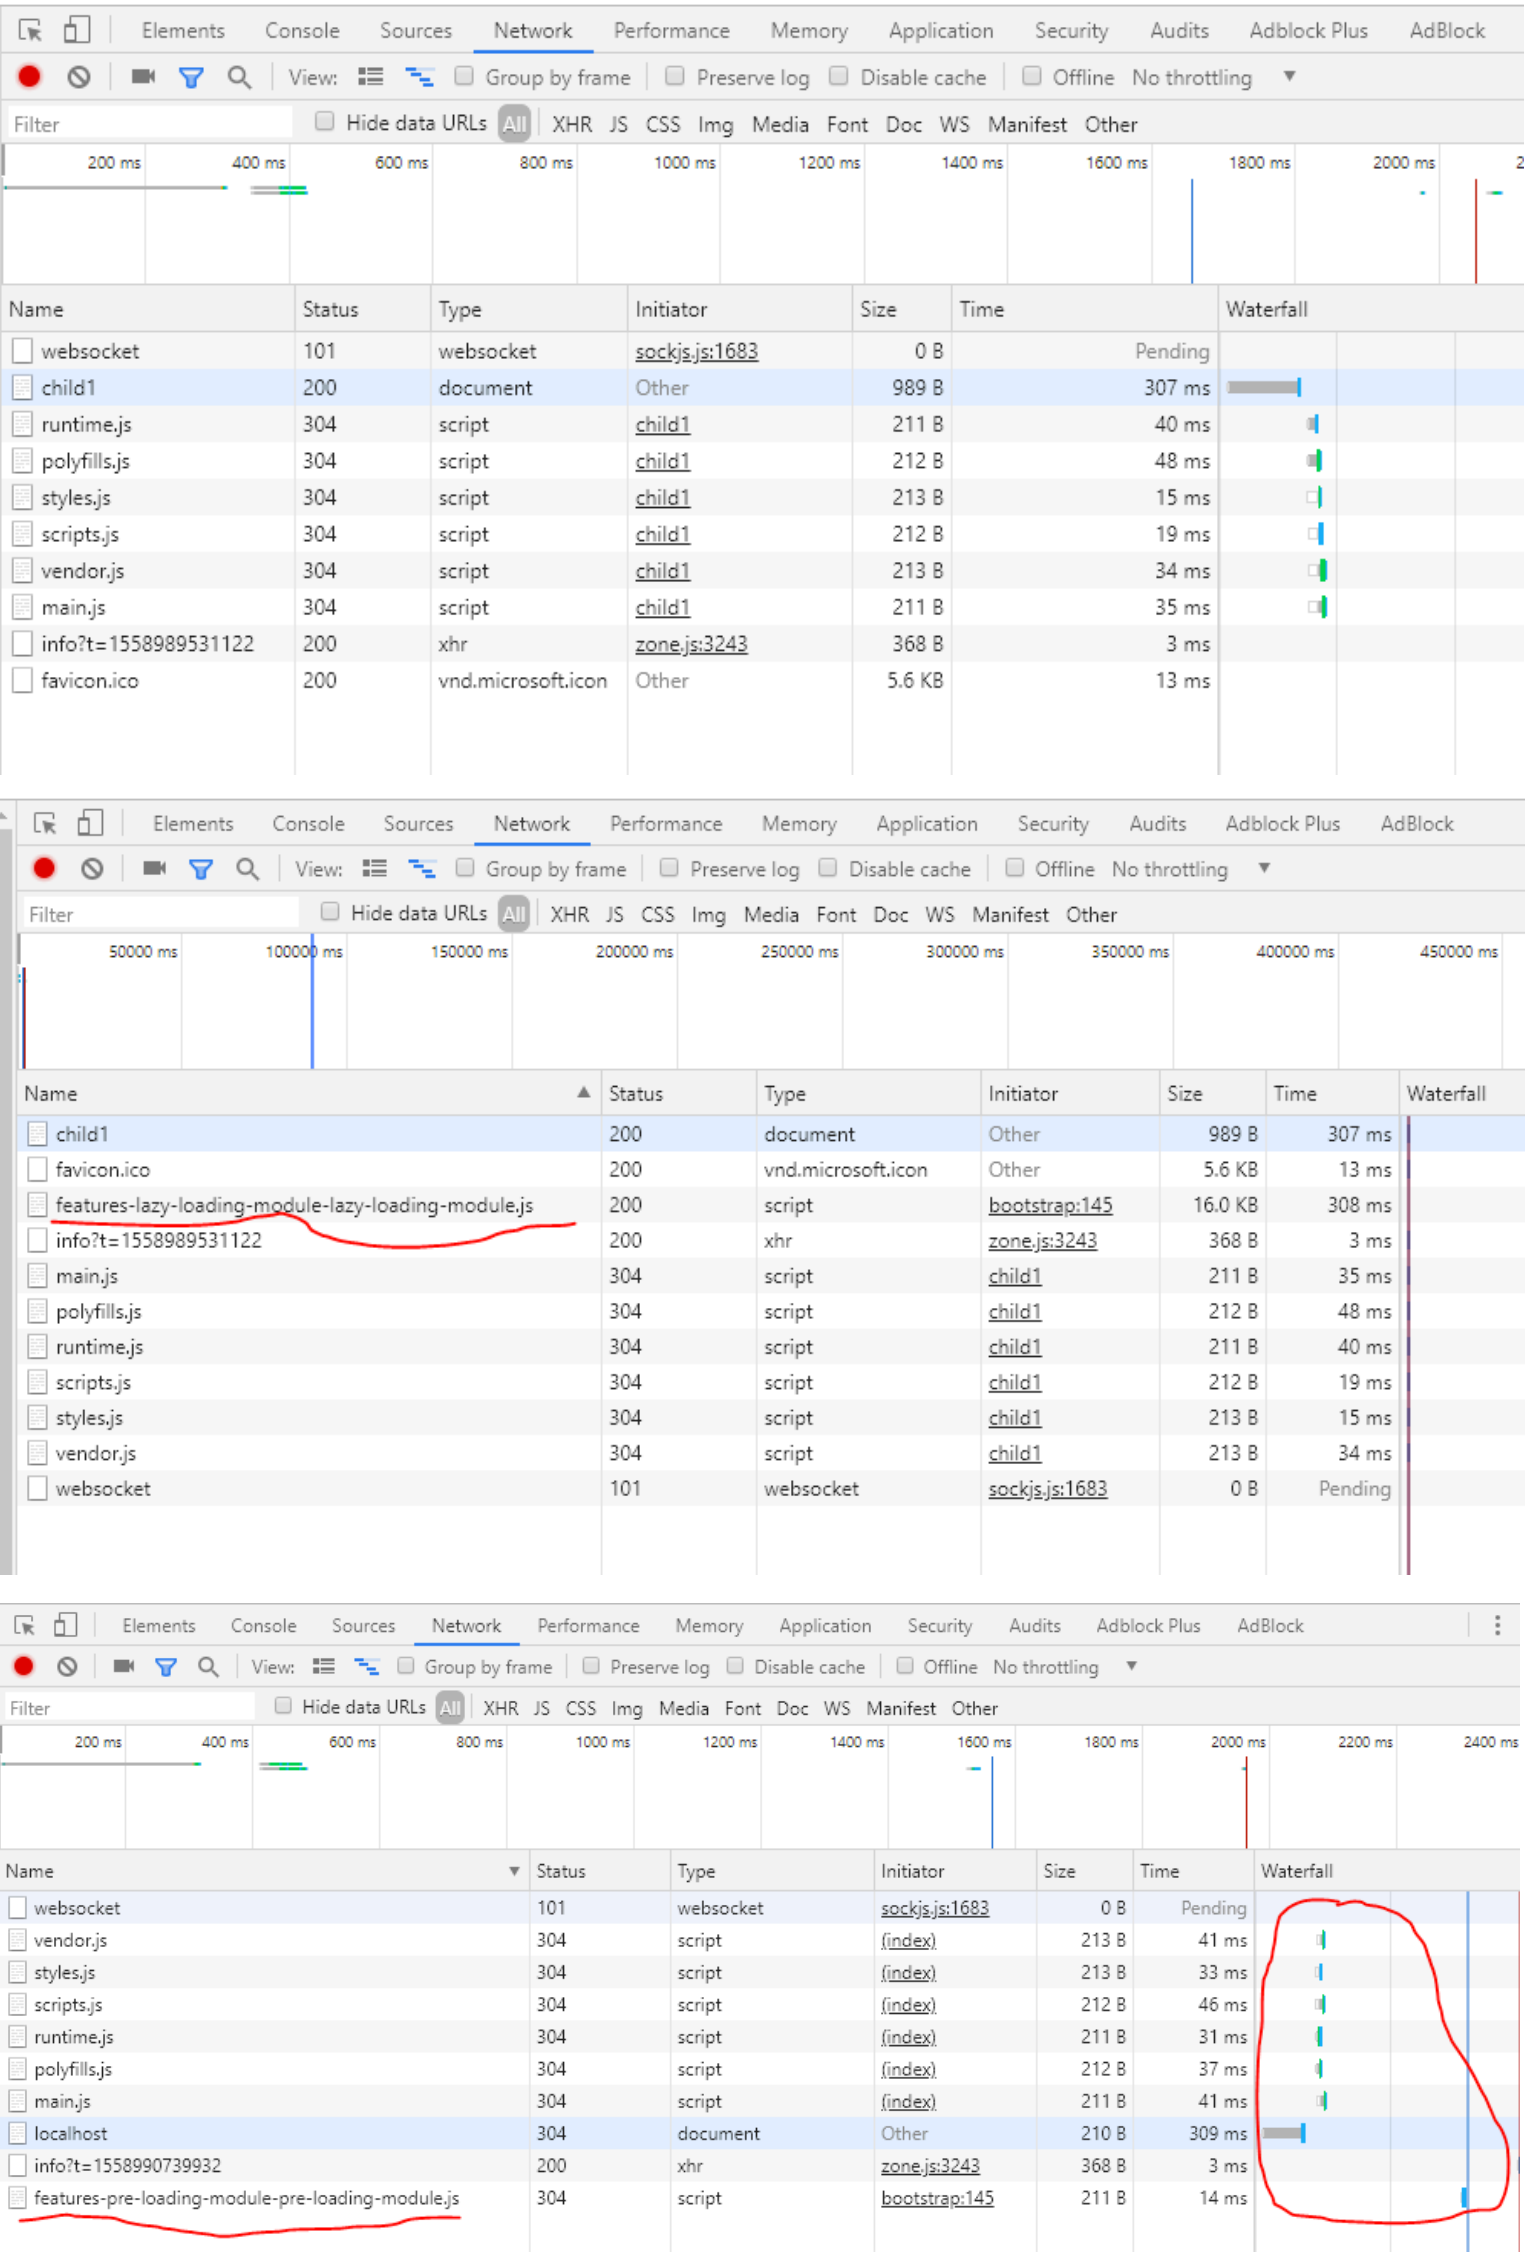 Elements Console Sources Network Performance Memory Application Security Audits Adblock Plus AdBlock
View: Group by frame Preserve log Disable cache Offline No throttling ▼
Filter Hide data URLs All XHR JS CSS Img Media Font Doc WS Manifest Other
200 ms 400 ms 600 ms 800 ms 1000 ms 1200 ms 1400 ms 1600 ms 1800 ms 2000 ms 2
Name Status Type Initiator Size Time Waterfall
websocket 101 websocket sockjs.js:1683 0 B Pending
child1 200 document Other 989 B 307 ms
runtime.js 304 script child1 211 B 40 ms
polyfills.js 304 script child1 212 B 48 ms
styles.js 304 script child1 213 B 15 ms
scripts.js 304 script child1 212 B 19 ms
vendor.js 304 script child1 213 B 34 ms
main.js 304 script child1 211 B 35 ms
info?t=1558989531122 200 xhr zone.js:3243 368 B 3 ms
favicon.ico 200 vnd.microsoft.icon Other 5.6 KB 13 ms
Elements Console Sources Network Performance Memory Application Security Audits Adblock Plus AdBlock
View: Group by frame Preserve log Disable cache Offline No throttling ▼
Filter Hide data URLs All XHR JS CSS Img Media Font Doc WS Manifest Other
50000 ms 100000 ms 150000 ms 200000 ms 250000 ms 300000 ms 350000 ms 400000 ms 450000 ms
Name ▲ Status Type Initiator Size Time Waterfall
child1 200 document Other 989 B 307 ms
favicon.ico 200 vnd.microsoft.icon Other 5.6 KB 13 ms
features-lazy-loading-module-lazy-loading-module.js 200 script bootstrap:145 16.0 KB 308 ms
info?t=1558989531122 200 xhr zone.js:3243 368 B 3 ms
main.js 304 script child1 211 B 35 ms
polyfills.js 304 script child1 212 B 48 ms
runtime.js 304 script child1 211 B 40 ms
scripts.js 304 script child1 212 B 19 ms
styles.js 304 script child1 213 B 15 ms
vendor.js 304 script child1 213 B 34 ms
websocket 101 websocket sockjs.js:1683 0 B Pending
Elements Console Sources Network Performance Memory Application Security Audits Adblock Plus AdBlock
View: Group by frame Preserve log Disable cache Offline No throttling ▼
Filter Hide data URLs All XHR JS CSS Img Media Font Doc WS Manifest Other
200 ms 400 ms 600 ms 800 ms 1000 ms 1200 ms 1400 ms 1600 ms 1800 ms 2000 ms 2200 ms 2400 ms
Name ▼ Status Type Initiator Size Time Waterfall
websocket 101 websocket sockjs.js:1683 0 B Pending
vendor.js 304 script (index) 213 B 41 ms
styles.js 304 script (index) 213 B 33 ms
scripts.js 304 script (index) 212 B 46 ms
runtime.js 304 script (index) 211 B 31 ms
polyfills.js 304 script (index) 212 B 37 ms
main.js 304 script (index) 211 B 41 ms
localhost 304 document Other 210 B 309 ms
info?t=1558990739932 200 xhr zone.js:3243 368 B 3 ms
features-pre-loading-module-pre-loading-module.js 304 script bootstrap:145 211 B 14 ms